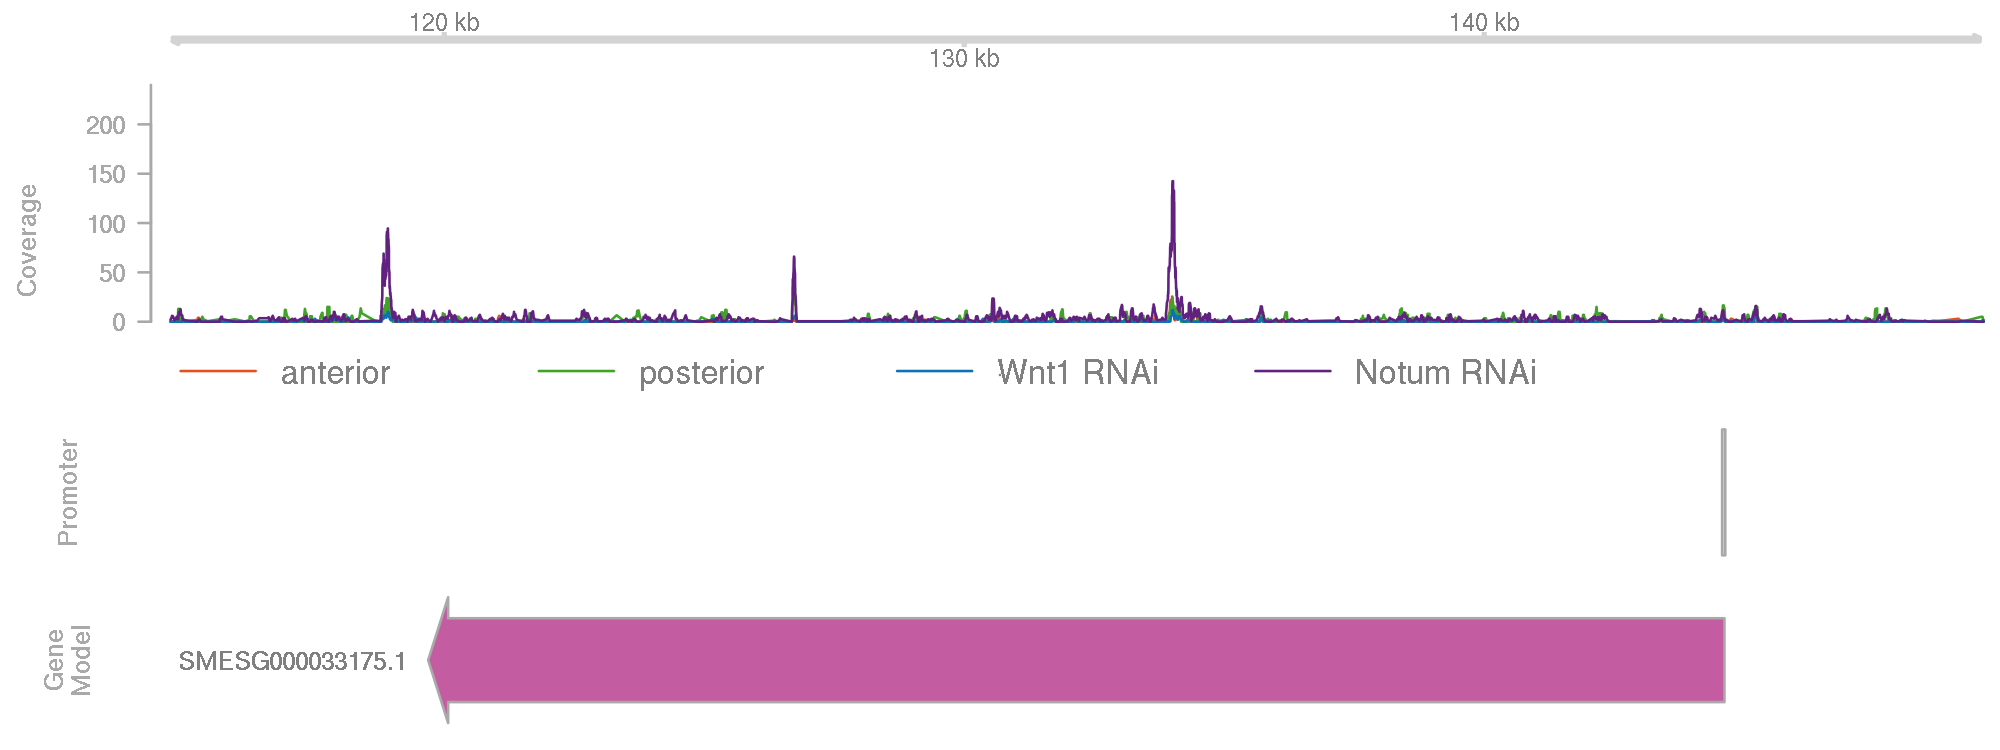 120 kb
140 kb
130 kb
200
150
100
50
0
Coverage
anterior
posterior
Wnt1 RNAi
Notum RNAi
Promoter
Gene
Model
SMESG000033175.1